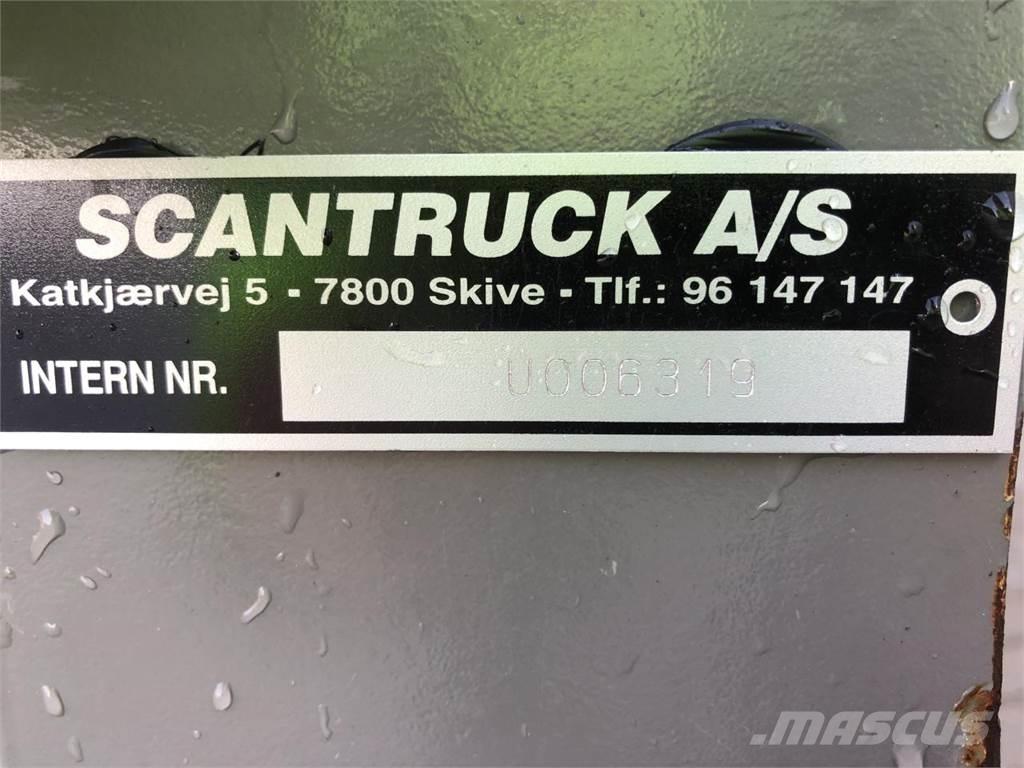 SCANTRUCK A/S
Katkjærvej 5 - 7800 Skive - Tlf.: 96 147 147
INTERN NR. U006319
MASCUS